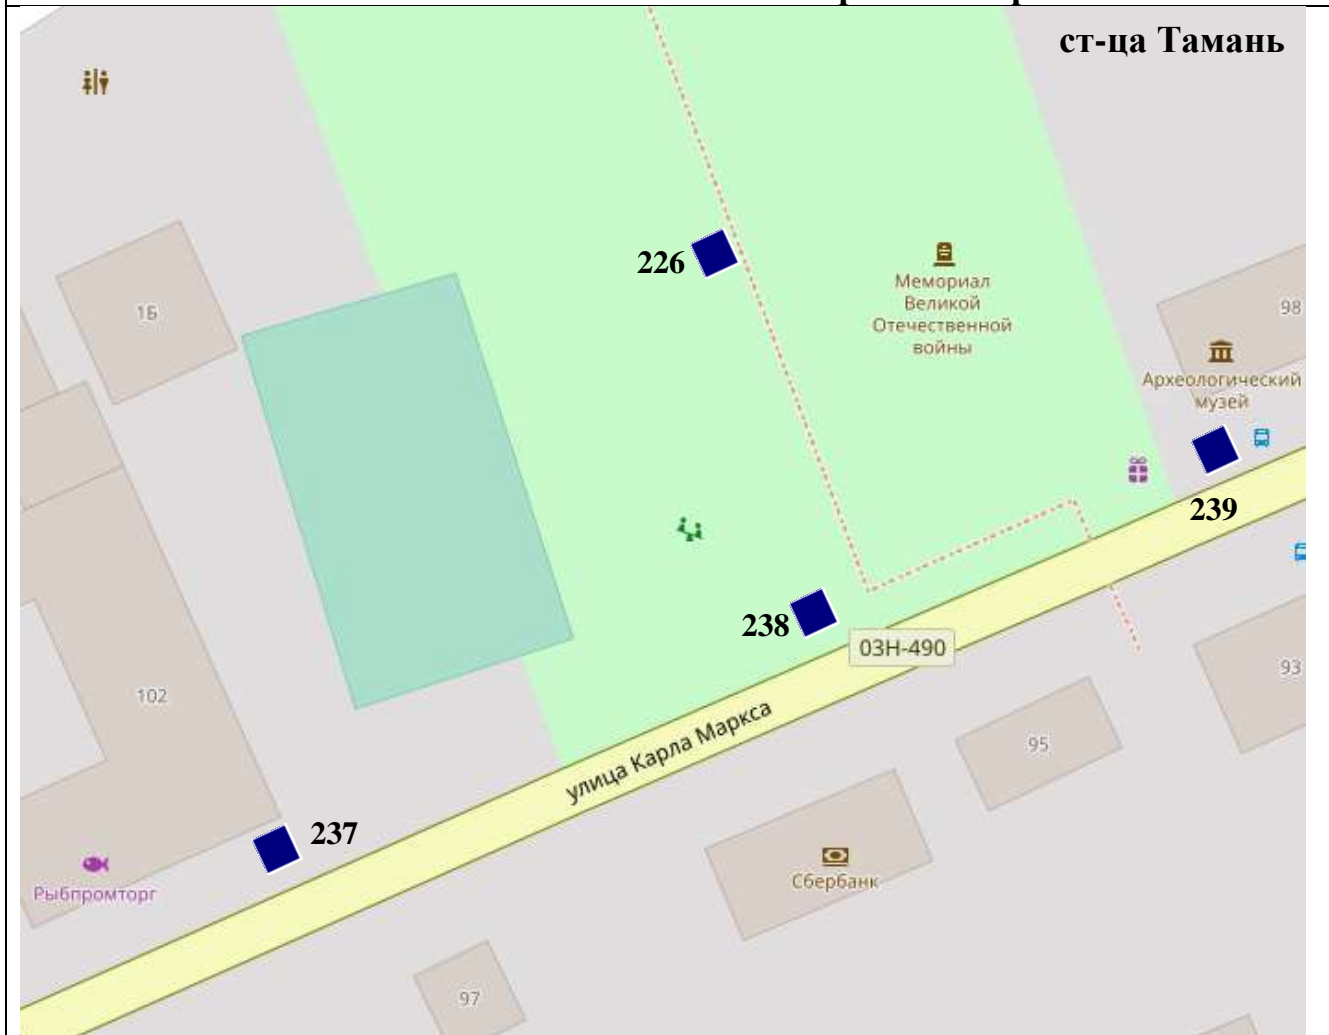 ст-ца Тамань
226
Мемориал
Великой
Отечественной
войны
1Б
98
Археологический
музей
239
238
03Н-490
102
93
улица Карла Маркса
95
237
Сбербанк
Рыбпромторг
97